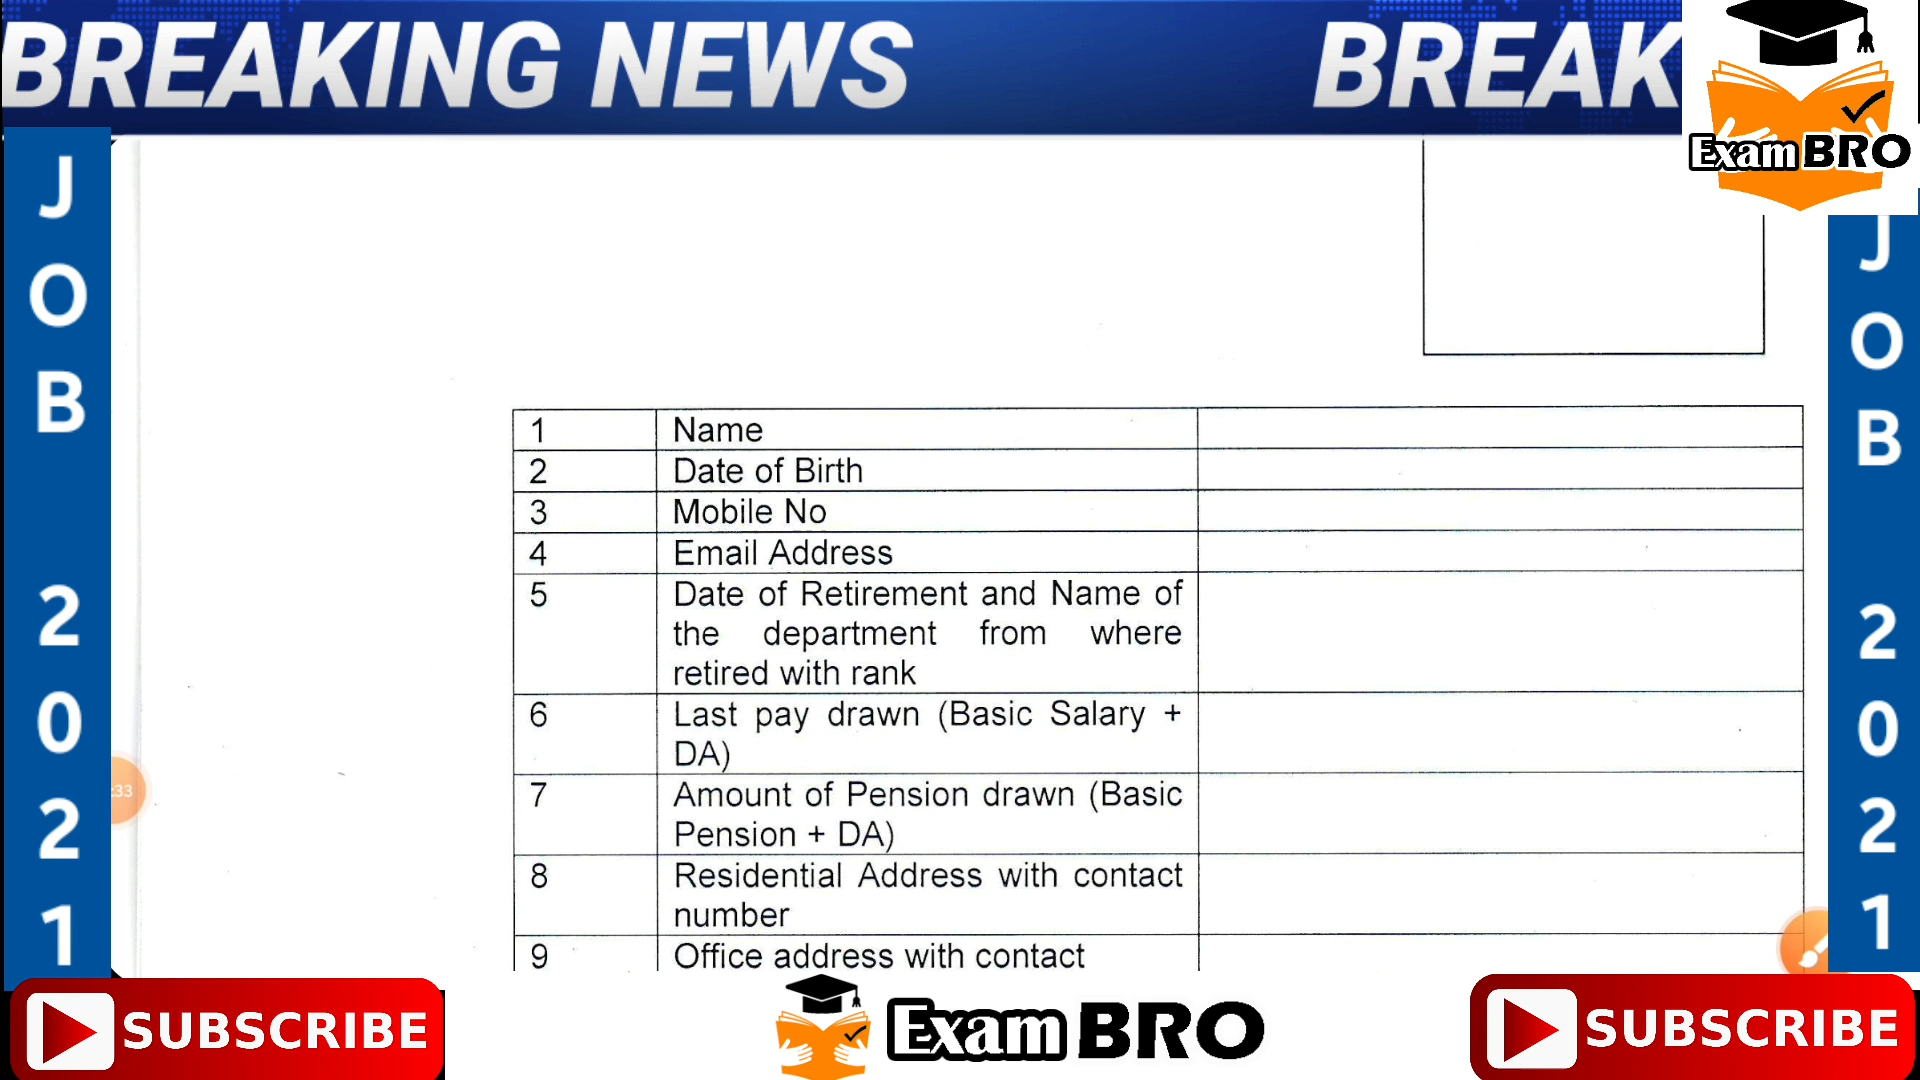 BREAKING NEWS
BREAK
Exam BRO
J
O
B
2
0
2
1
J
O
B
2
0
2
1
1 Name
2 Date of Birth
3 Mobile No
4 Email Address
5 Date of Retirement and Name of
the department from where
retired with rank
6 Last pay drawn (Basic Salary +
DA)
7 Amount of Pension drawn (Basic
Pension + DA)
8 Residential Address with contact
number
9 Office address with contact
:33
SUBSCRIBE
Exam BRO
SUBSCRIBE